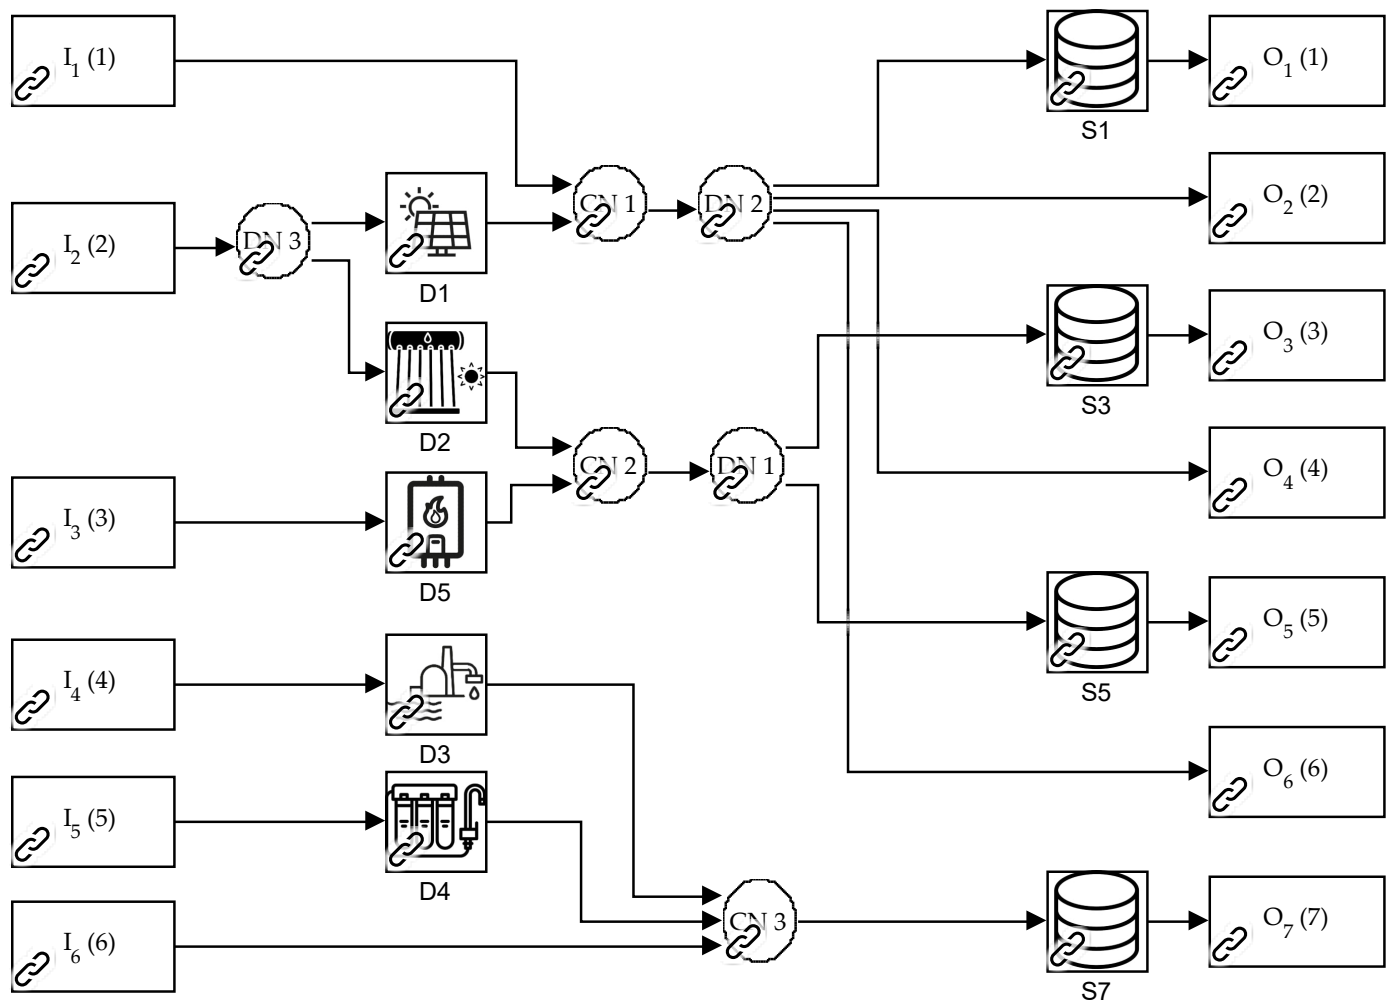 I1 (1)
S1
O1 (1)
CN 1
DN 2
O2 (2)
I2 (2)
DN 3
D1
O3 (3)
S3
D2
CN 2
DN 1
O4 (4)
I3 (3)
D5
O5 (5)
S5
I4 (4)
D3
O6 (6)
I5 (5)
D4
CN 3
O7 (7)
I6 (6)
S7